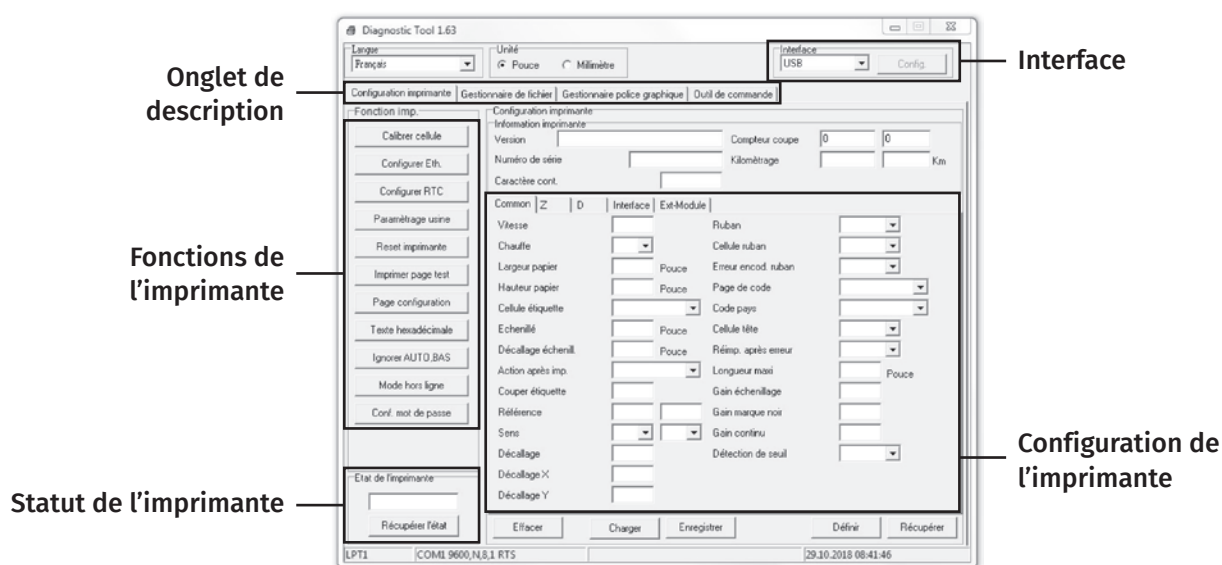 Diagnostic Tool 1.63
Langue
Français
Unité
Pouce Millimètre
Interface
USB Config.
Interface
Onglet de
description
Configuration imprimante Gestionnaire de fichier Gestionnaire police graphique Outil de commande
Fonction imp.
Calibrer cellule
Configurer Eth.
Configurer RTC
Paramètrage usine
Reset imprimante
Imprimer page test
Page configuration
Texte hexadécimale
Ignorer AUTO.BAS
Mode hors ligne
Conf. mot de passe
Fonctions de
l'imprimante
Configuration imprimante
Information imprimante
Version Compteur coupe 0 0
Numéro de série Kilomètrage Km
Caractère cont.
Common Z D Interface Ext-Module
Vitesse Ruban
Chauffe Cellule ruban
Largeur papier Pouce Erreur encod. ruban
Hauteur papier Pouce Page de code
Cellule étiquette Code pays
Echenillé Pouce Cellule tête
Décallage échenill. Pouce Réimp. après erreur
Action après imp. Longueur maxi Pouce
Couper étiquette Gain échenillage
Référence Gain marque noir
Sens Gain continu
Décallage Détection de seuil
Décallage X
Décallage Y
Configuration de
l'imprimante
Statut de l'imprimante
Etat de l'imprimante
Récupérer l'état
Effacer Charger Enregistrer Définir Récupérer
LPT1 COM1 9600,N,8,1 RTS 29.10.2018 08:41:46